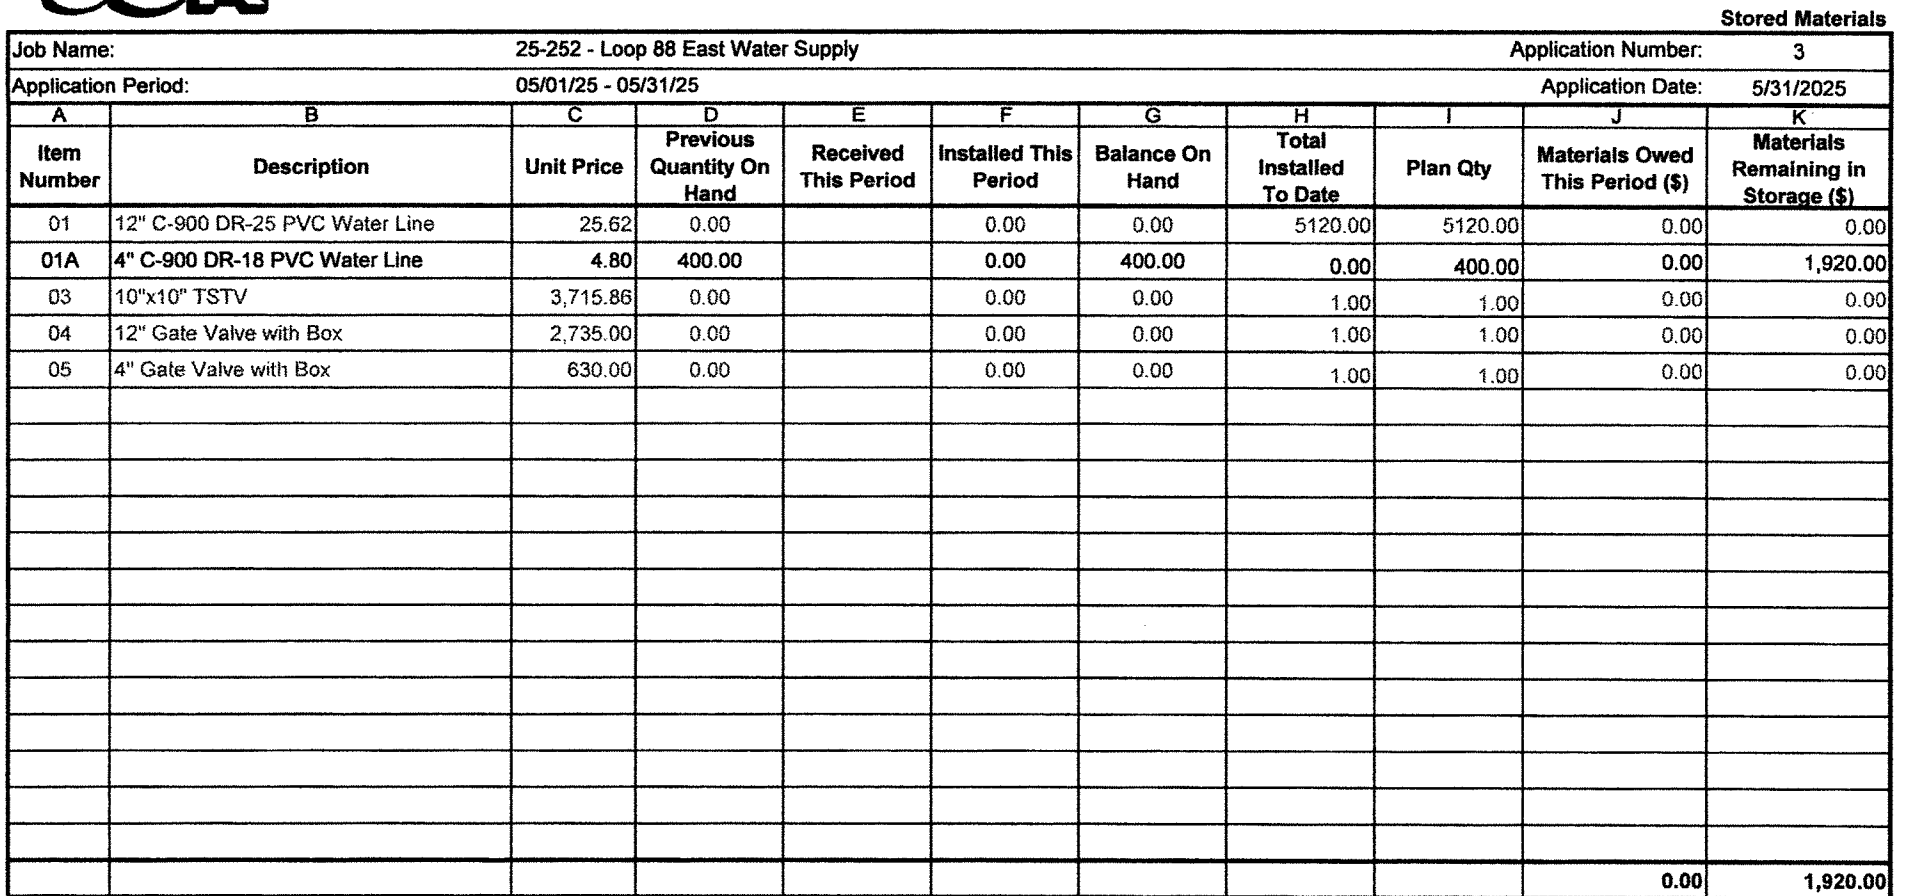 Stored Materials
Job Name: 25-252 - Loop 88 East Water Supply Application Number: 3
Application Period: 05/01/25 - 05/31/25 Application Date: 5/31/2025
A B C D E F G H I J K
Item Number Description Unit Price Previous Quantity On Hand Received This Period Installed This Period Balance On Hand Total Installed To Date Plan Qty Materials Owed This Period ($) Materials Remaining in Storage ($)
01 12" C-900 DR-25 PVC Water Line 25.62 0.00 0.00 0.00 5120.00 5120.00 0.00 0.00
01A 4" C-900 DR-18 PVC Water Line 4.80 400.00 0.00 400.00 0.00 400.00 0.00 1,920.00
03 10"x10" TSTV 3,715.86 0.00 0.00 0.00 1.00 1.00 0.00 0.00
04 12" Gate Valve with Box 2,735.00 0.00 0.00 0.00 1.00 1.00 0.00 0.00
05 4" Gate Valve with Box 630.00 0.00 0.00 0.00 1.00 1.00 0.00 0.00
0.00 1,920.00